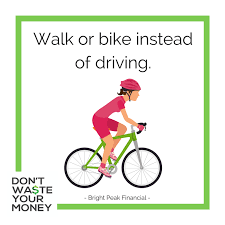 Walk or bike instead
of driving.
DON'T
WA$TE
YOUR
MONEY
- Bright Peak Financial -